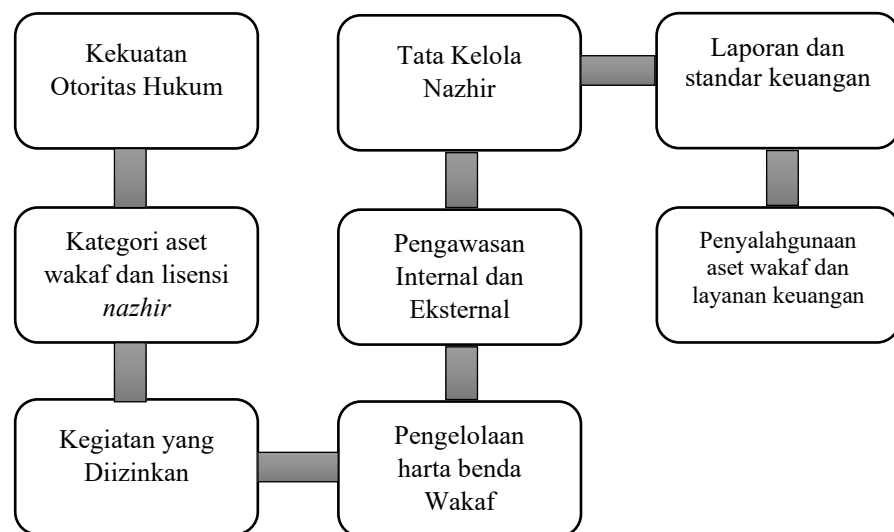 Kekuatan
Otoritas Hukum
Kategori aset
wakaf dan lisensi
nazhir
Kegiatan yang
Diizinkan
Pengelolaan
harta benda
Wakaf
Pengawasan
Internal dan
Eksternal
Tata Kelola
Nazhir
Laporan dan
standar keuangan
Penyalahgunaan
aset wakaf dan
layanan keuangan